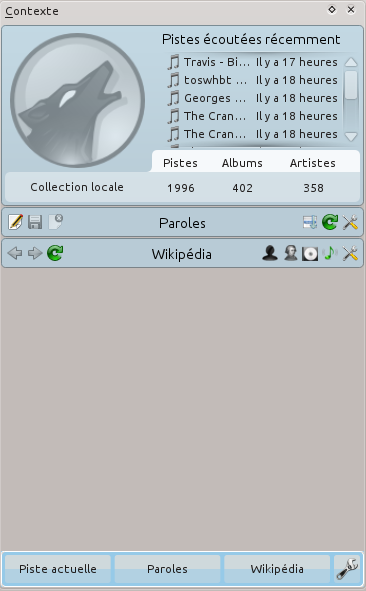 Contexte
Pistes écoutées récemment
Travis - Bi... Il y a 17 heures
toswhbt ... Il y a 18 heures
Georges ... Il y a 18 heures
The Cran... Il y a 18 heures
The Cran... Il y a 18 heures
Pistes Albums Artistes
Collection locale 1996 402 358
Paroles
Wikipédia
Piste actuelle Paroles Wikipédia